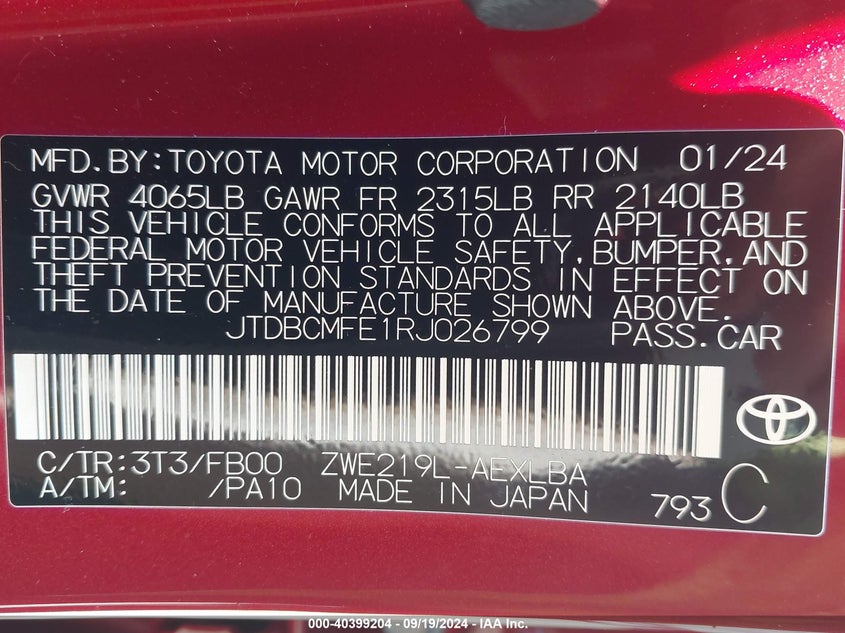 MFD.BY:TOYOTA MOTOR CORPORATION 01/24
GVWR 4065LB GAWR FR 2315LB RR 2140LB
THIS VEHICLE CONFORMS TO ALL APPLICABLE
FEDERAL MOTOR VEHICLE SAFETY,BUMPER,AND
THEFT PREVENTION STANDARDS IN EFFECT ON
THE DATE OF MANUFACTURE SHOWN ABOVE.
JTDBCMFE1RJ026799 PASS.CAR
C/TR:3T3/FB00 ZWE219L-AEXLBA
A/TM: /PA10 MADE IN JAPAN 793 C
000-40399204 - 09/19/2024 - IAA Inc.